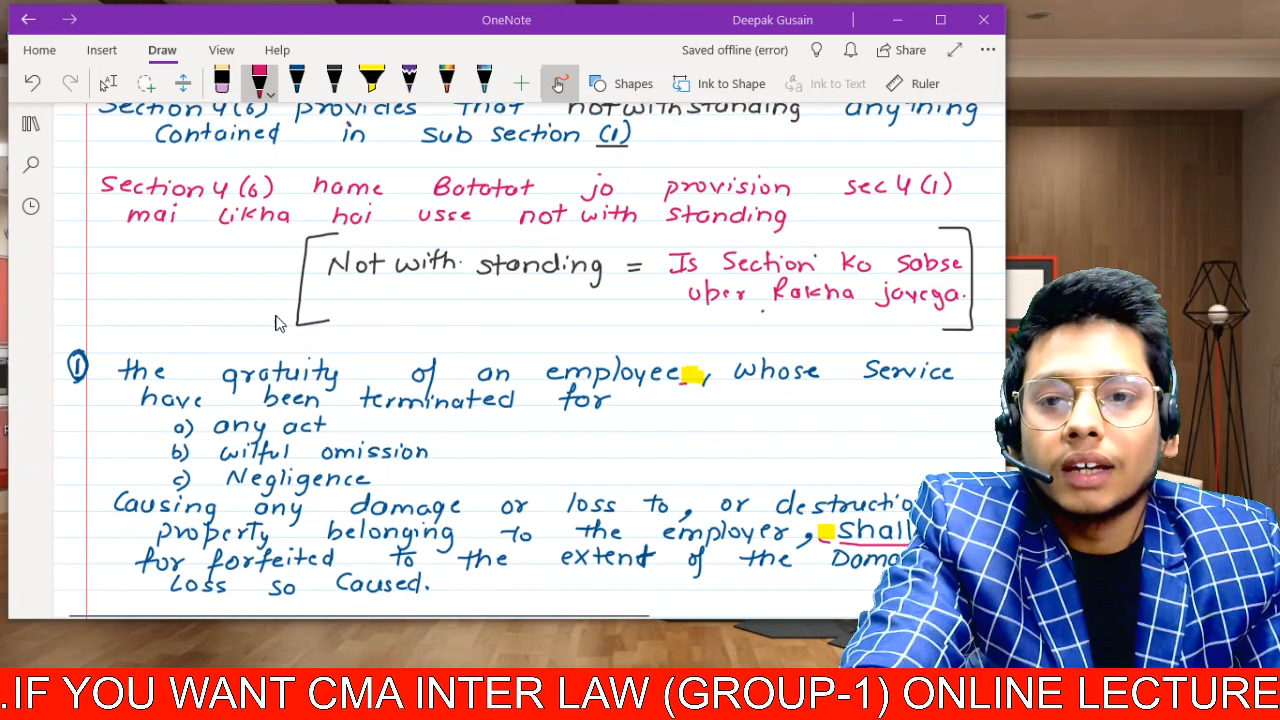 OneNote
Deepak Gusain
Home Insert Draw View Help
Saved offline (error)
Share
Shapes
Ink to Shape
Ink to Text
Ruler
Section 4(6) provides that notwithstanding anything
Contained in sub section (1)
Section 4(6) hame Batatat jo provision sec 4(1)
mai likha hai usse not with standing
Not with standing = Is Section ko sabse
uper Rakha jayega.
① the gratuity of an employee, whose service
have been terminated for
a) any act
b) wilful omission
c) Negligence
Causing any damage or loss to, or destructio
property belonging to the employer, Shall
for forfeited to the extent of the Dama
Loss so Caused.
.IF YOU WANT CMA INTER LAW (GROUP-1) ONLINE LECTURE